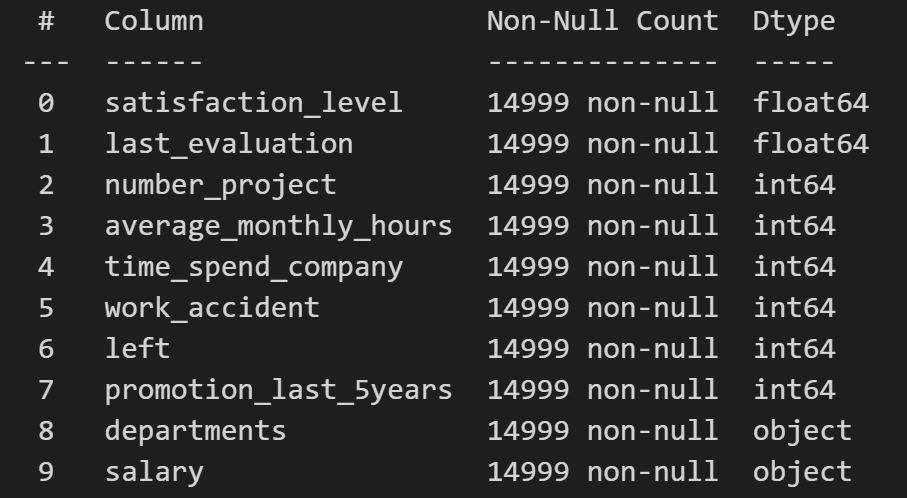 #   Column                 Non-Null Count  Dtype
---  ------                 --------------  -----
0   satisfaction_level     14999 non-null  float64
1   last_evaluation        14999 non-null  float64
2   number_project         14999 non-null  int64
3   average_monthly_hours  14999 non-null  int64
4   time_spend_company     14999 non-null  int64
5   work_accident          14999 non-null  int64
6   left                   14999 non-null  int64
7   promotion_last_5years  14999 non-null  int64
8   departments            14999 non-null  object
9   salary                 14999 non-null  object